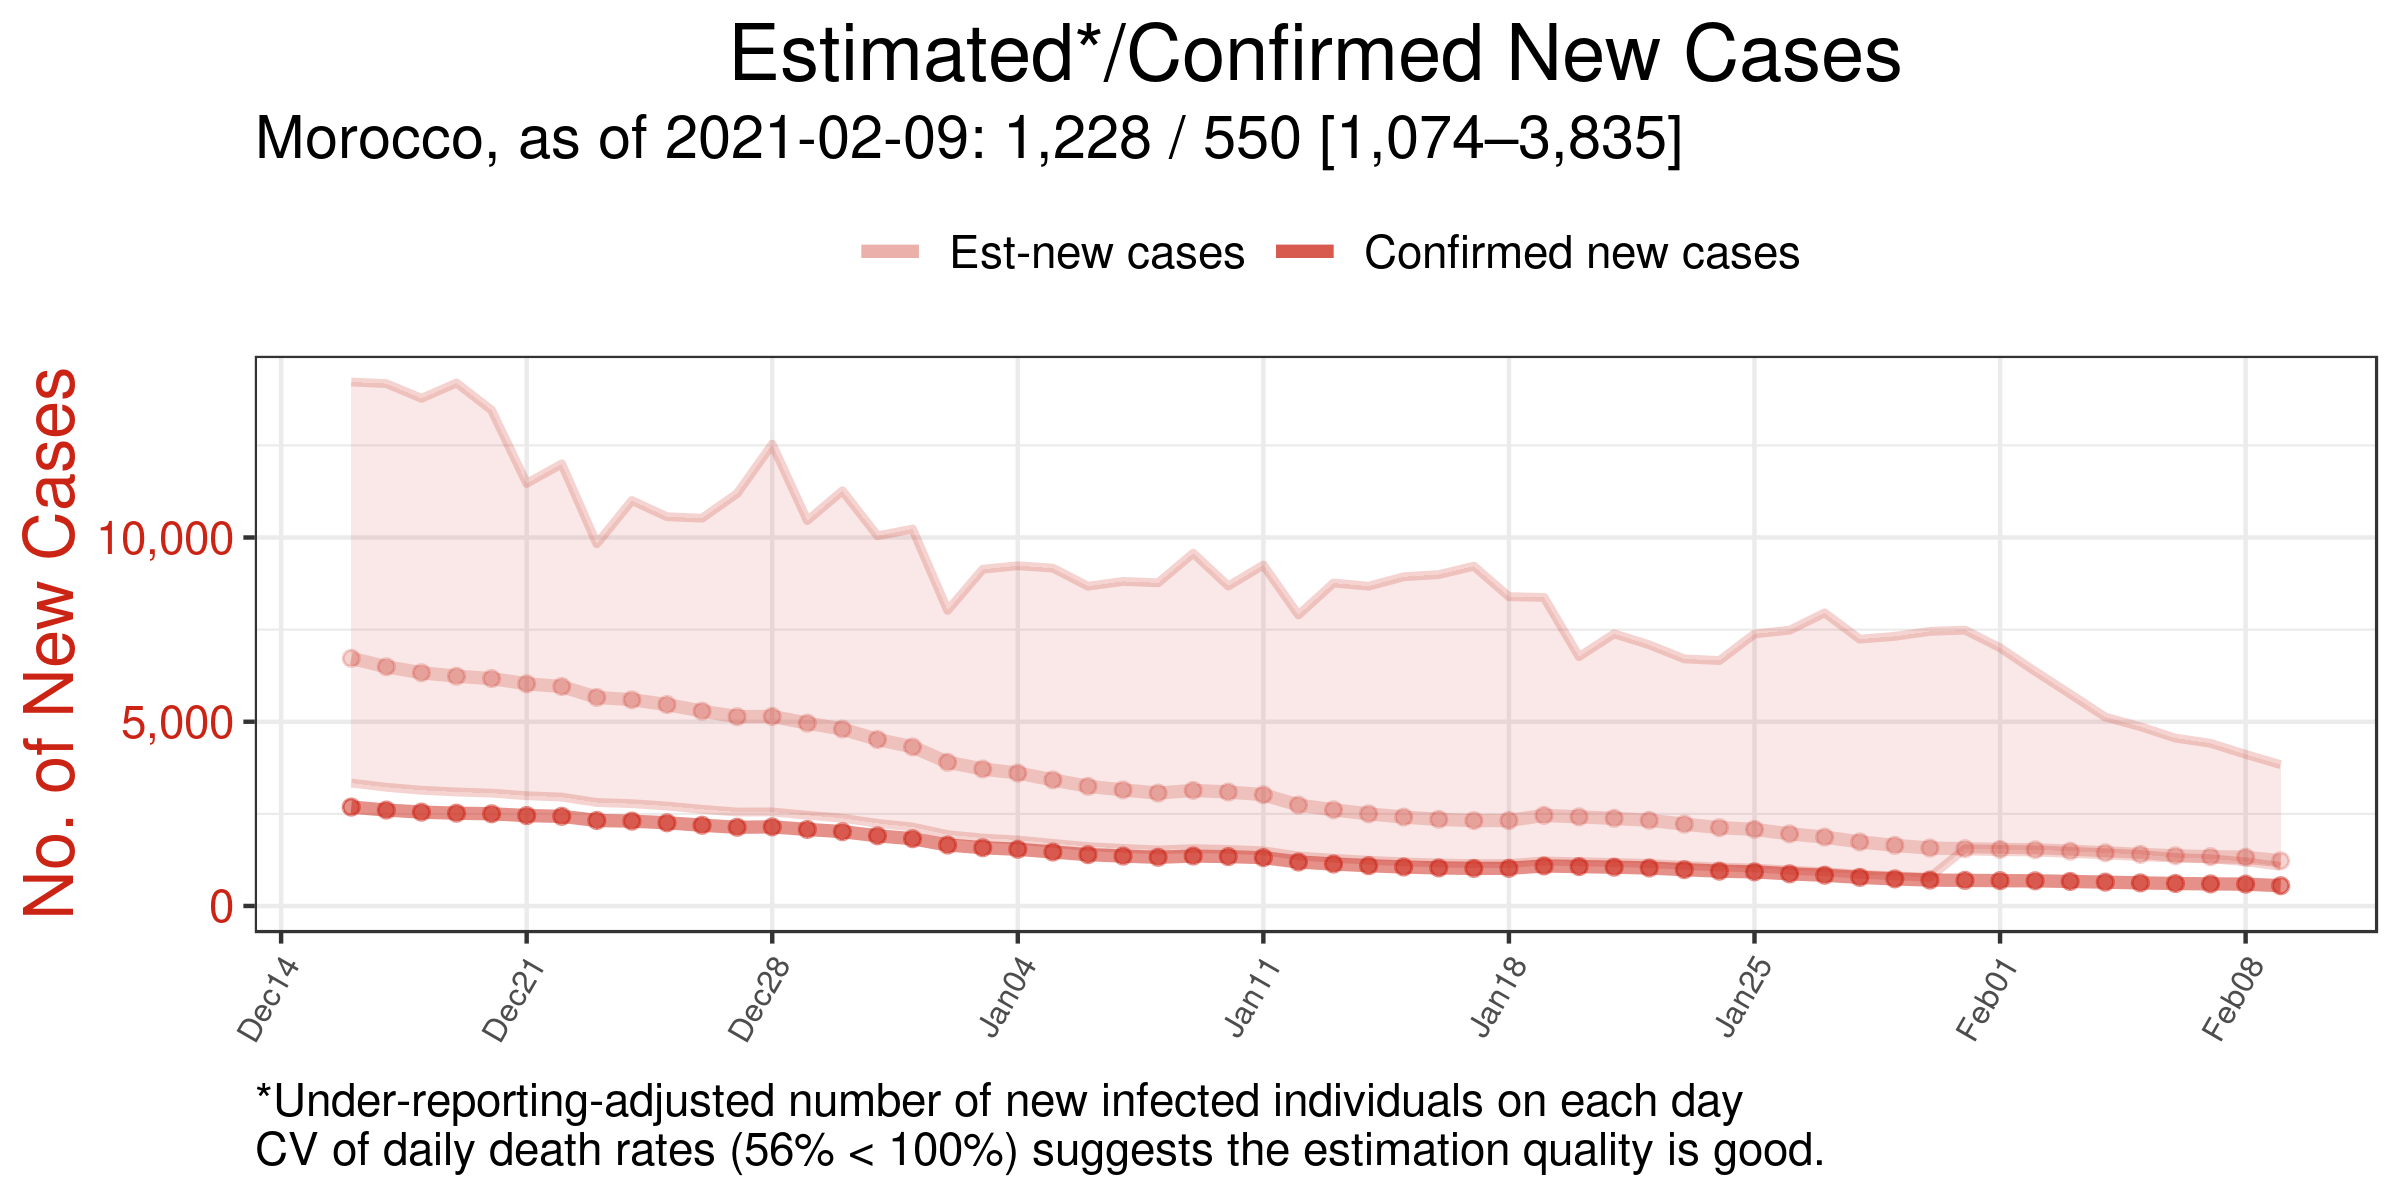 Estimated*/Confirmed New Cases
Morocco, as of 2021-02-09: 1,228 / 550 [1,074–3,835]
Est-new cases Confirmed new cases
No. of New Cases
10,000
5,000
0
Dec14 Dec21 Dec28 Jan04 Jan11 Jan18 Jan25 Feb01 Feb08
*Under-reporting-adjusted number of new infected individuals on each day
CV of daily death rates (56% < 100%) suggests the estimation quality is good.